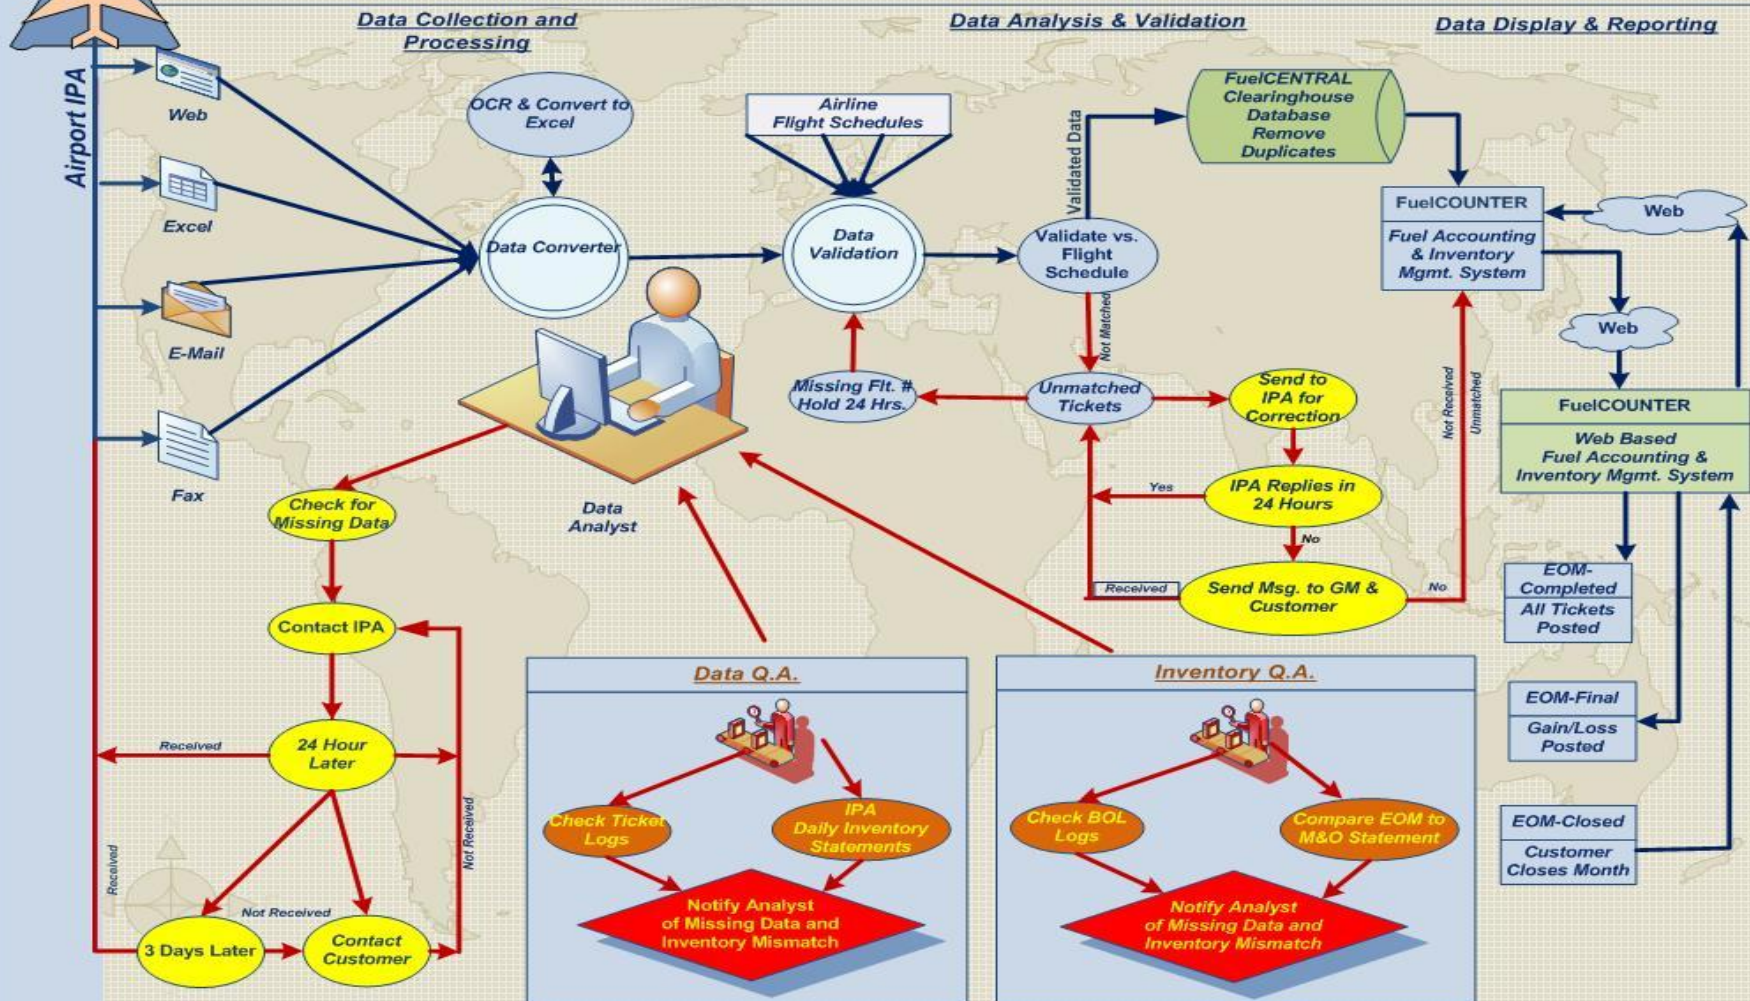 Data Collection and
Processing
Data Analysis & Validation
Data Display & Reporting
Airport IPA
Web
Excel
E-Mail
Fax
OCR & Convert to
Excel
Data Converter
Airline
Flight Schedules
Data
Validation
Validate vs.
Flight
Schedule
Validated Data
FuelCENTRAL
Clearinghouse
Database
Remove
Duplicates
FuelCOUNTER
Fuel Accounting
& Inventory
Mgmt. System
Web
Web
FuelCOUNTER
Web Based
Fuel Accounting &
Inventory Mgmt. System
Not Matched
Missing Flt. #
Hold 24 Hrs.
Unmatched
Tickets
Send to
IPA for
Correction
IPA Replies in
24 Hours
Yes
No
Send Msg. to GM &
Customer
Received
No
Not Received
Unmatched
EOM-
Completed
All Tickets
Posted
EOM-Final
Gain/Loss
Posted
EOM-Closed
Customer
Closes Month
Data
Analyst
Check for
Missing Data
Contact IPA
24 Hour
Later
Received
Not Received
Received
Not Received
3 Days Later
Contact
Customer
Data Q.A.
Check Ticket
Logs
IPA
Daily Inventory
Statements
Notify Analyst
of Missing Data and
Inventory Mismatch
Inventory Q.A.
Check BOL
Logs
Compare EOM to
M&O Statement
Notify Analyst
of Missing Data and
Inventory Mismatch